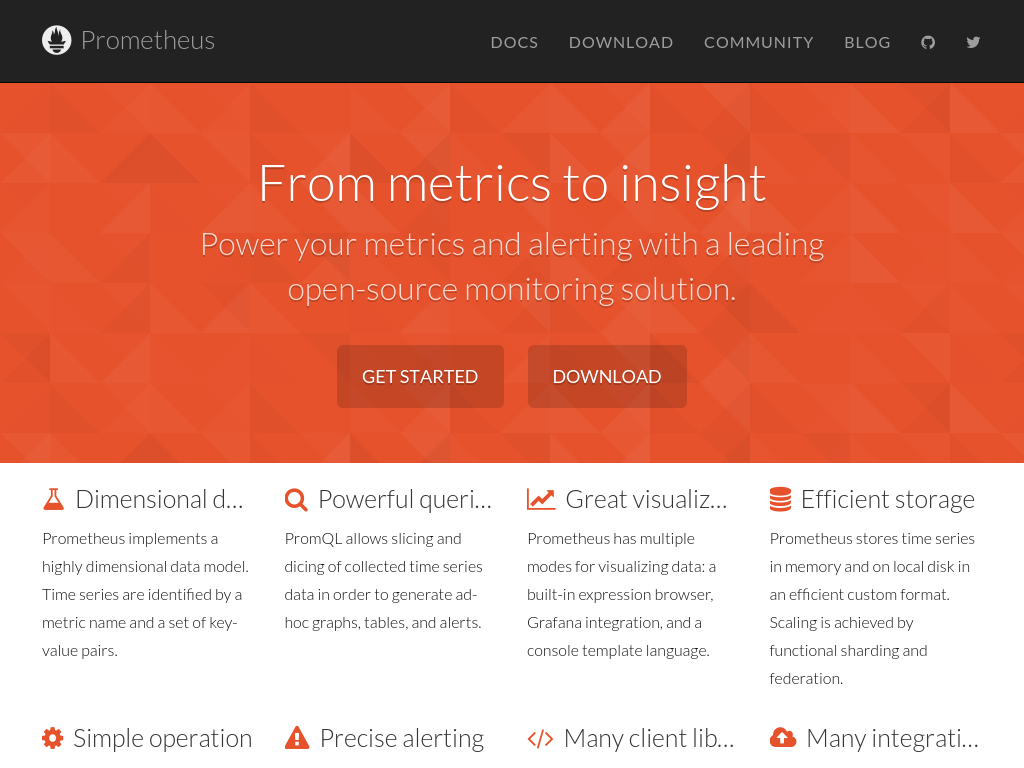 Prometheus
DOCS DOWNLOAD COMMUNITY BLOG
From metrics to insight
Power your metrics and alerting with a leading
open-source monitoring solution.
GET STARTED DOWNLOAD
Dimensional d...
Prometheus implements a
highly dimensional data model.
Time series are identified by a
metric name and a set of key-
value pairs.
Powerful queri...
PromQL allows slicing and
dicing of collected time series
data in order to generate ad-
hoc graphs, tables, and alerts.
Great visualiz...
Prometheus has multiple
modes for visualizing data: a
built-in expression browser,
Grafana integration, and a
console template language.
Efficient storage
Prometheus stores time series
in memory and on local disk in
an efficient custom format.
Scaling is achieved by
functional sharding and
federation.
Simple operation
Precise alerting
Many client lib...
Many integrati...